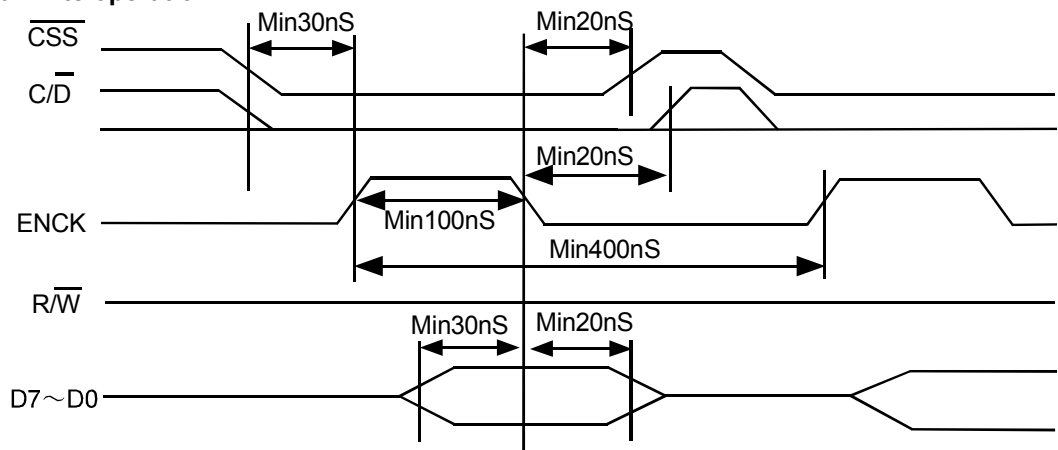 Min30nS Min20nS
CSS
C/D
Min20nS
ENCK Min100nS
Min400nS
R/W
Min30nS Min20nS
D7～D0